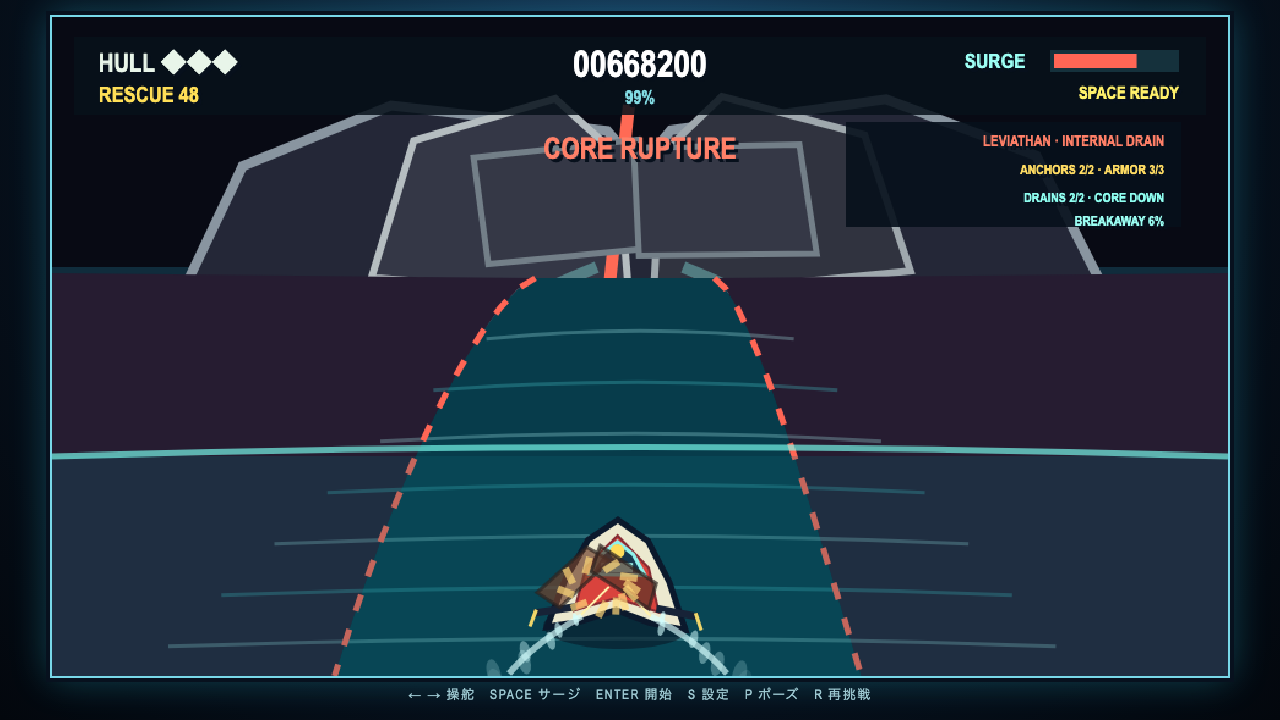 HULL
RESCUE 48
00668200
99%
SURGE
SPACE READY
CORE RUPTURE
LEVIATHAN · INTERNAL DRAIN
ANCHORS 2/2 · ARMOR 3/3
DRAINS 2/2 · CORE DOWN
BREAKAWAY 6%
← → 操舵 SPACE サージ ENTER 開始 S 設定 P ポーズ R 再挑戦